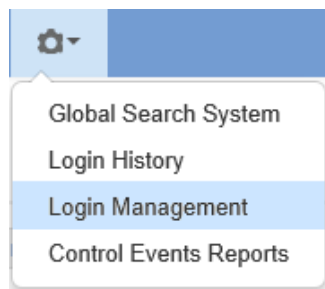 Global Search System
Login History
Login Management
Control Events Reports